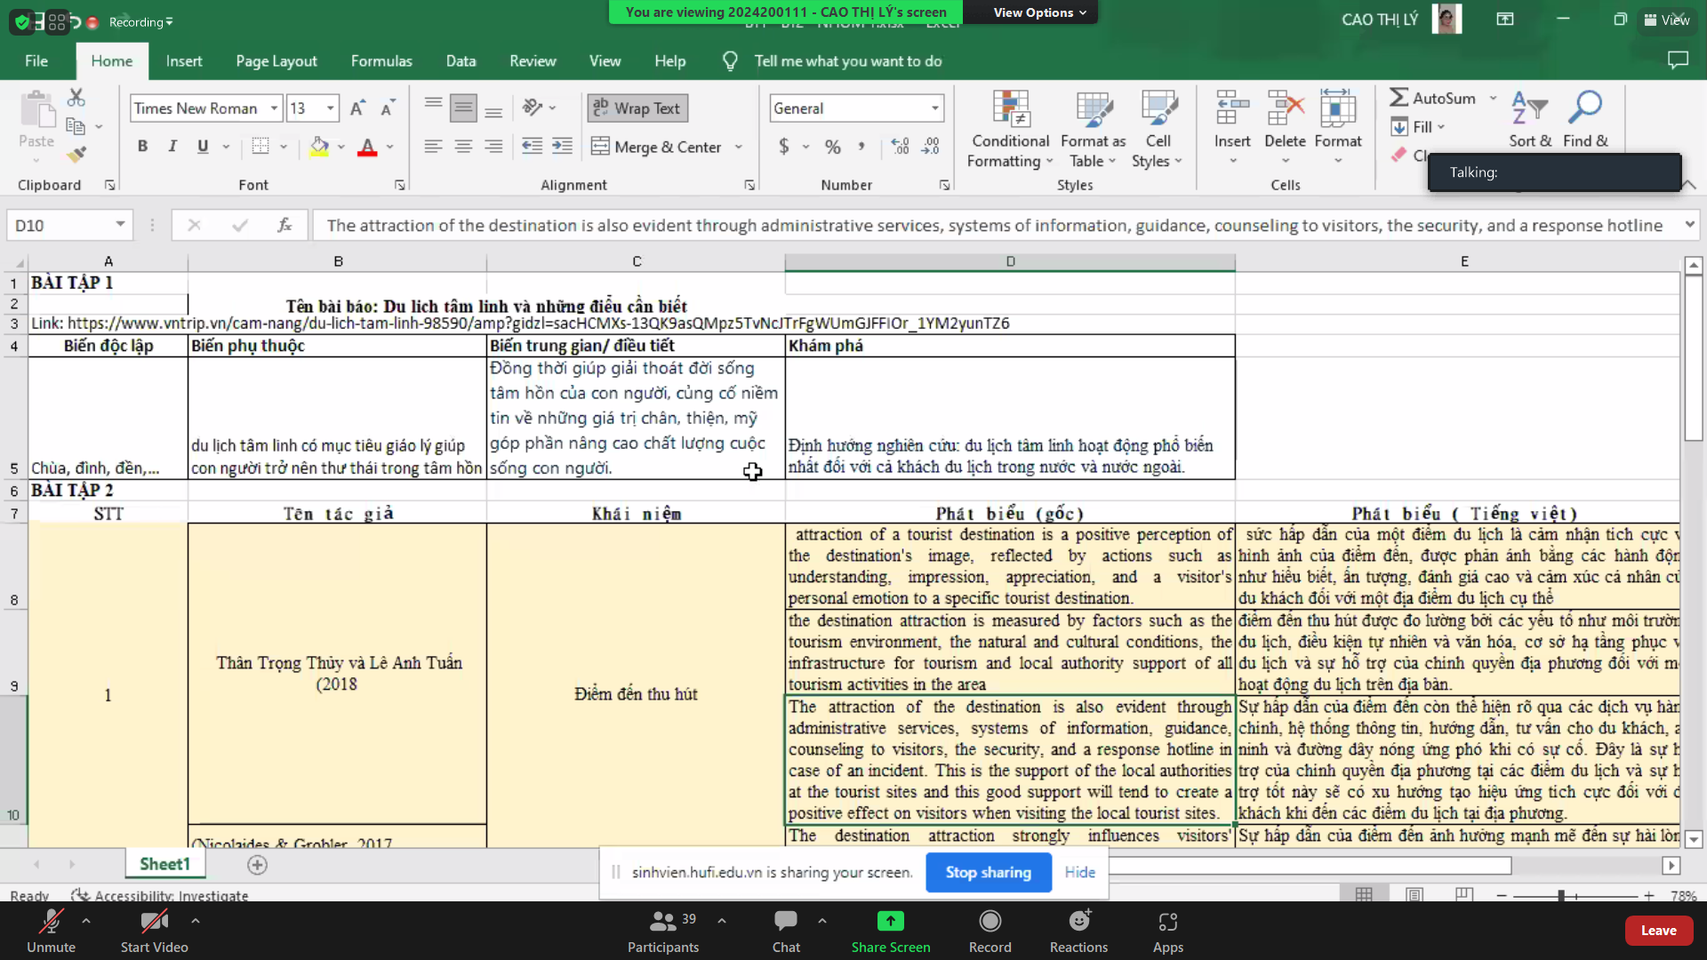 Recording
You are viewing 2024200111 - CAO THỊ LÝ's screen
View Options
CAO THỊ LÝ
View
File Home Insert Page Layout Formulas Data Review View Help Tell me what you want to do
Paste
Times New Roman 13
B I U
Wrap Text
Merge & Center
General
$ %
Conditional Formatting
Format as Table
Cell Styles
Insert Delete Format
AutoSum
Fill
Sort &
Find &
Talking:
Clipboard Font Alignment Number Styles Cells
D10
The attraction of the destination is also evident through administrative services, systems of information, guidance, counseling to visitors, the security, and a response hotline
A B C D E
1 BÀI TẬP 1
2 Tên bài báo: Du lich tâm linh và những điều cần biết
3 Link: https://www.vntrip.vn/cam-nang/du-lich-tam-linh-98590/amp?gidzl=sacHCMXs-13QK9asQMpz5TvNcJTrFgWUmGJFFIOr_1YM2yunTZ6
4 Biến độc lập Biến phụ thuộc Biến trung gian/ điều tiết Khám phá
5 Chùa, đình, đền,...
du lịch tâm linh có mục tiêu giáo lý giúp
con người trở nên thư thái trong tâm hồn
Đồng thời giúp giải thoát đời sống
tâm hồn của con người, củng cố niềm
tin về những giá trị chân, thiện, mỹ
góp phần nâng cao chất lượng cuộc
sống con người.
Định hướng nghiên cứu: du lịch tâm linh hoạt động phổ biến
nhất đối với cả khách du lịch trong nước và nước ngoài.
6 BÀI TẬP 2
7 STT Tên tác giả Khái niệm Phát biểu (gốc) Phát biểu ( Tiếng việt)
1
Thân Trọng Thùy và Lê Anh Tuấn
(2018
Điểm đến thu hút
8
attraction of a tourist destination is a positive perception of
the destination's image, reflected by actions such as
understanding, impression, appreciation, and a visitor's
personal emotion to a specific tourist destination.
sức hấp dẫn của một điểm du lịch là cảm nhận tích cực
hình ảnh của điểm đến, được phản ánh bằng các hành
như hiểu biết, ấn tượng, đánh giá cao và cảm xúc cá nhân
du khách đối với một địa điểm du lịch cụ thể
9
the destination attraction is measured by factors such as the
tourism environment, the natural and cultural conditions, the
infrastructure for tourism and local authority support of all
tourism activities in the area
điểm đến thu hút được đo lường bởi các yếu tố như môi
du lịch, điều kiện tự nhiên và văn hóa, cơ sở hạ tầng phục
du lịch và sự hỗ trợ của chính quyền địa phương đối với
hoạt động du lịch trên địa bàn.
10
The attraction of the destination is also evident through
administrative services, systems of information, guidance,
counseling to visitors, the security, and a response hotline in
case of an incident. This is the support of the local authorities
at the tourist sites and this good support will tend to create a
positive effect on visitors when visiting the local tourist sites.
Sự hấp dẫn của điểm đến còn thể hiện rõ qua các dịch vụ
chính, hệ thống thông tin, hướng dẫn, tư vấn cho du khách,
ninh và đường dây nóng ứng phó khi có sự cố. Đây là sự
trợ của chính quyền địa phương tại các điểm du lịch và sự
trợ tốt này sẽ có xu hướng tạo hiệu ứng tích cực đối với
khách khi đến các điểm du lịch tại địa phương.
(Nicolaides & Grobler, 2017
The destination attraction strongly influences visitors'
Sự hấp dẫn của điểm đến ảnh hưởng mạnh mẽ đến sự hài
Sheet1
sinhvien.hufi.edu.vn is sharing your screen.
Stop sharing
Hide
Ready
Accessibility: Investigate
78%
Unmute
Start Video
39
Participants
Chat
Share Screen
Record
Reactions
Apps
Leave